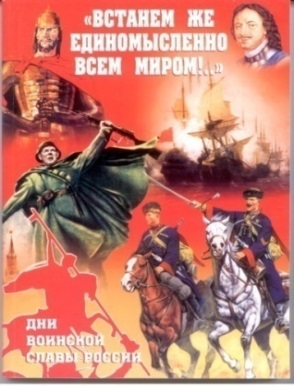 «ВСТАНЕМ ЖЕ
ЕДИНОМЫСЛЕННО
ВСЕМ МИРОМ!..»
ДНИ
ВОИНСКОЙ
СЛАВЫ РОССИИ